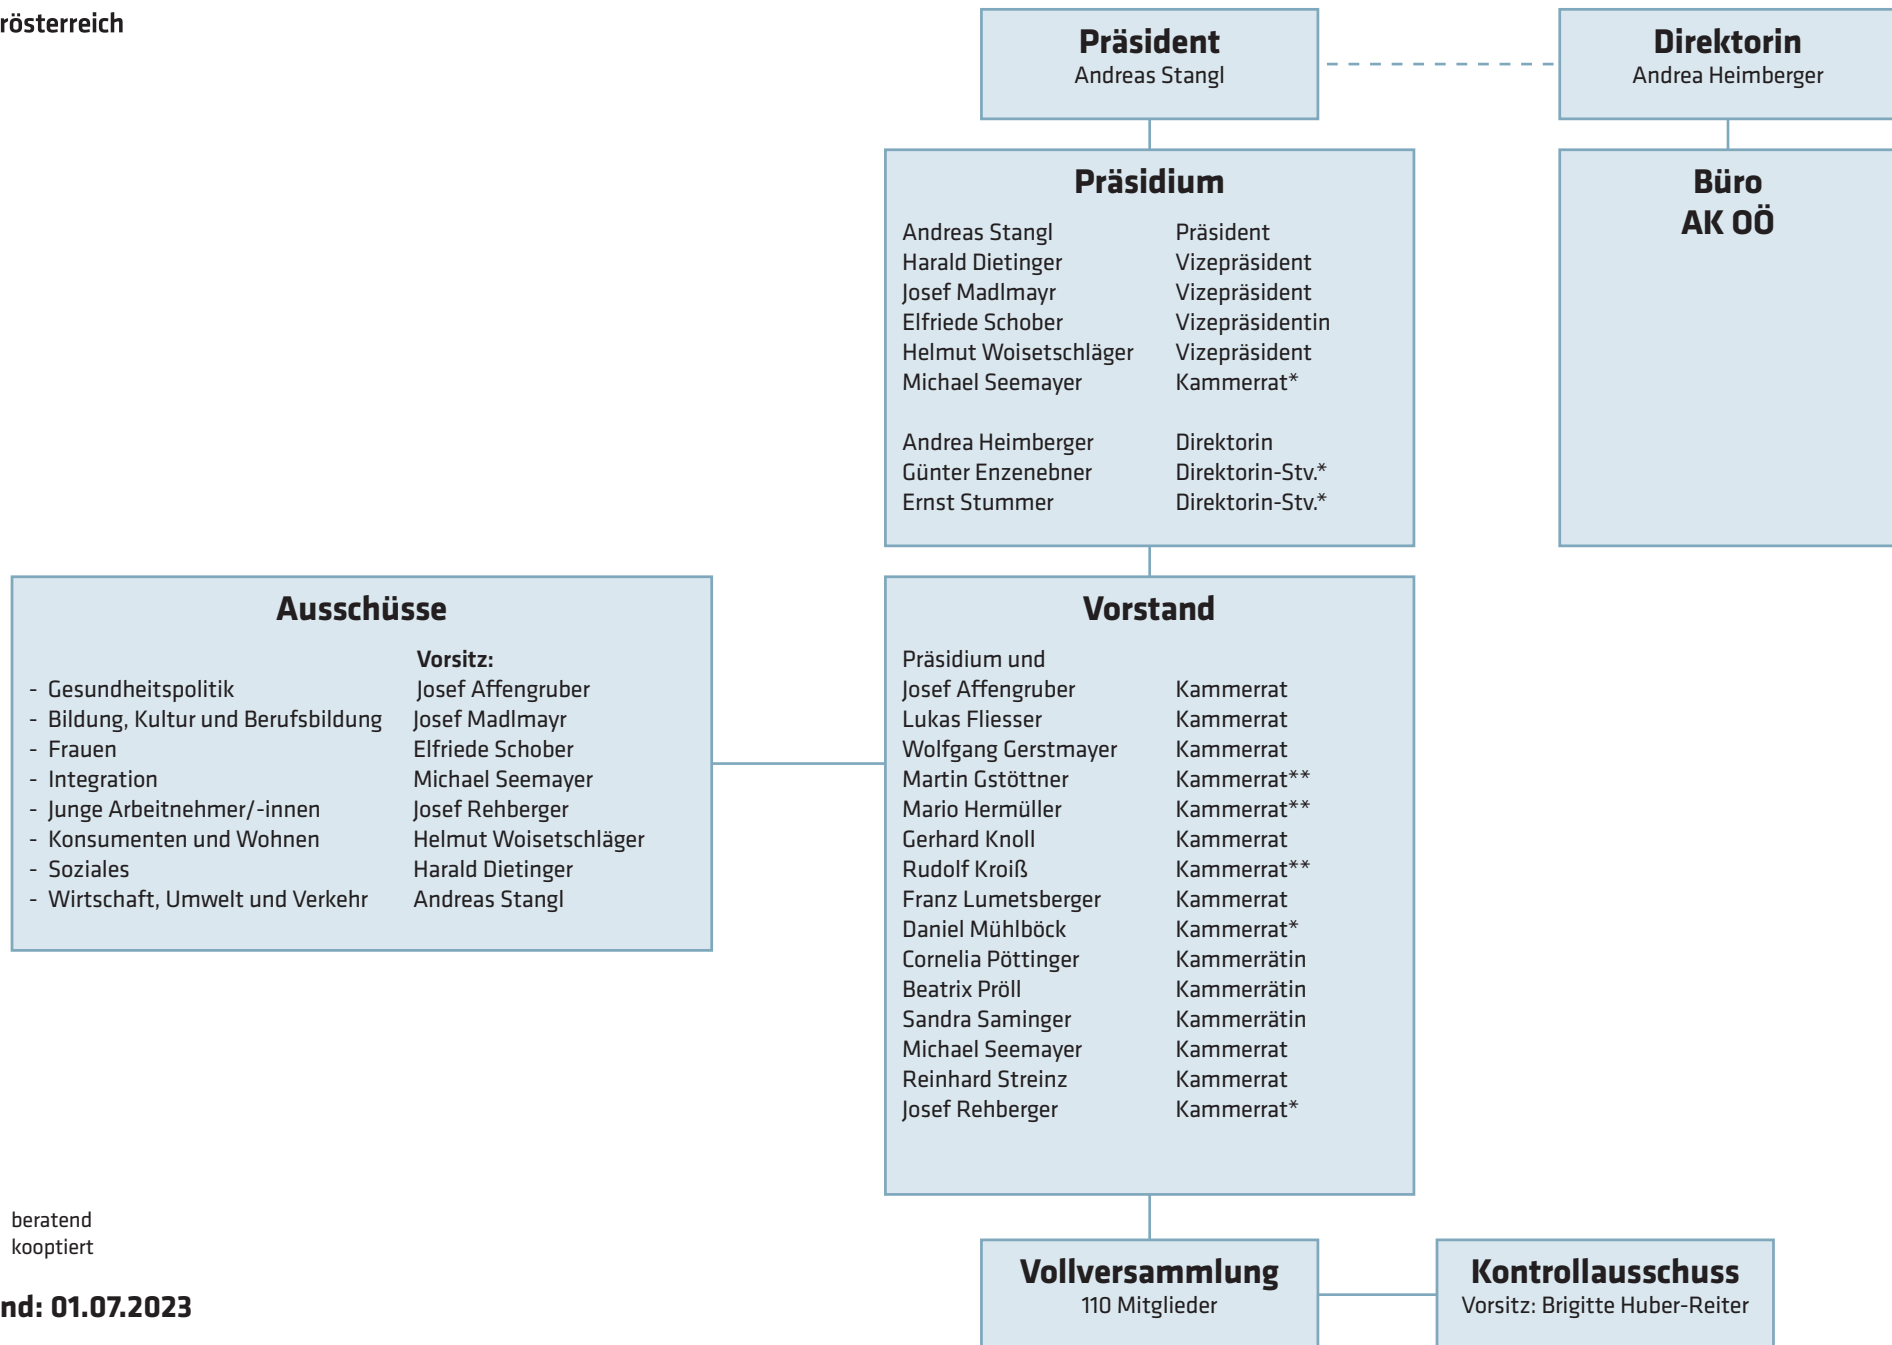 rösterreich
Präsident
Andreas Stangl
Direktorin
Andrea Heimberger
Präsidium
Andreas Stangl Präsident
Harald Dietinger Vizepräsident
Josef Madlmayr Vizepräsident
Elfriede Schober Vizepräsidentin
Helmut Woisetschläger Vizepräsident
Michael Seemayer Kammerrat*
Andrea Heimberger Direktorin
Günter Enzenebner Direktorin-Stv.*
Ernst Stummer Direktorin-Stv.*
Büro
AK OÖ
Ausschüsse
Vorsitz:
- Gesundheitspolitik Josef Affengruber
- Bildung, Kultur und Berufsbildung Josef Madlmayr
- Frauen Elfriede Schober
- Integration Michael Seemayer
- Junge Arbeitnehmer/-innen Josef Rehberger
- Konsumenten und Wohnen Helmut Woisetschläger
- Soziales Harald Dietinger
- Wirtschaft, Umwelt und Verkehr Andreas Stangl
Vorstand
Präsidium und
Josef Affengruber Kammerrat
Lukas Fliesser Kammerrat
Wolfgang Gerstmayer Kammerrat
Martin Gstöttner Kammerrat**
Mario Hermüller Kammerrat**
Gerhard Knoll Kammerrat
Rudolf Kroiß Kammerrat**
Franz Lumetsberger Kammerrat
Daniel Mühlböck Kammerrat*
Cornelia Pöttinger Kammerrätin
Beatrix Pröll Kammerrätin
Sandra Saminger Kammerrätin
Michael Seemayer Kammerrat
Reinhard Streinz Kammerrat
Josef Rehberger Kammerrat*
beratend
kooptiert
nd: 01.07.2023
Vollversammlung
110 Mitglieder
Kontrollausschuss
Vorsitz: Brigitte Huber-Reiter